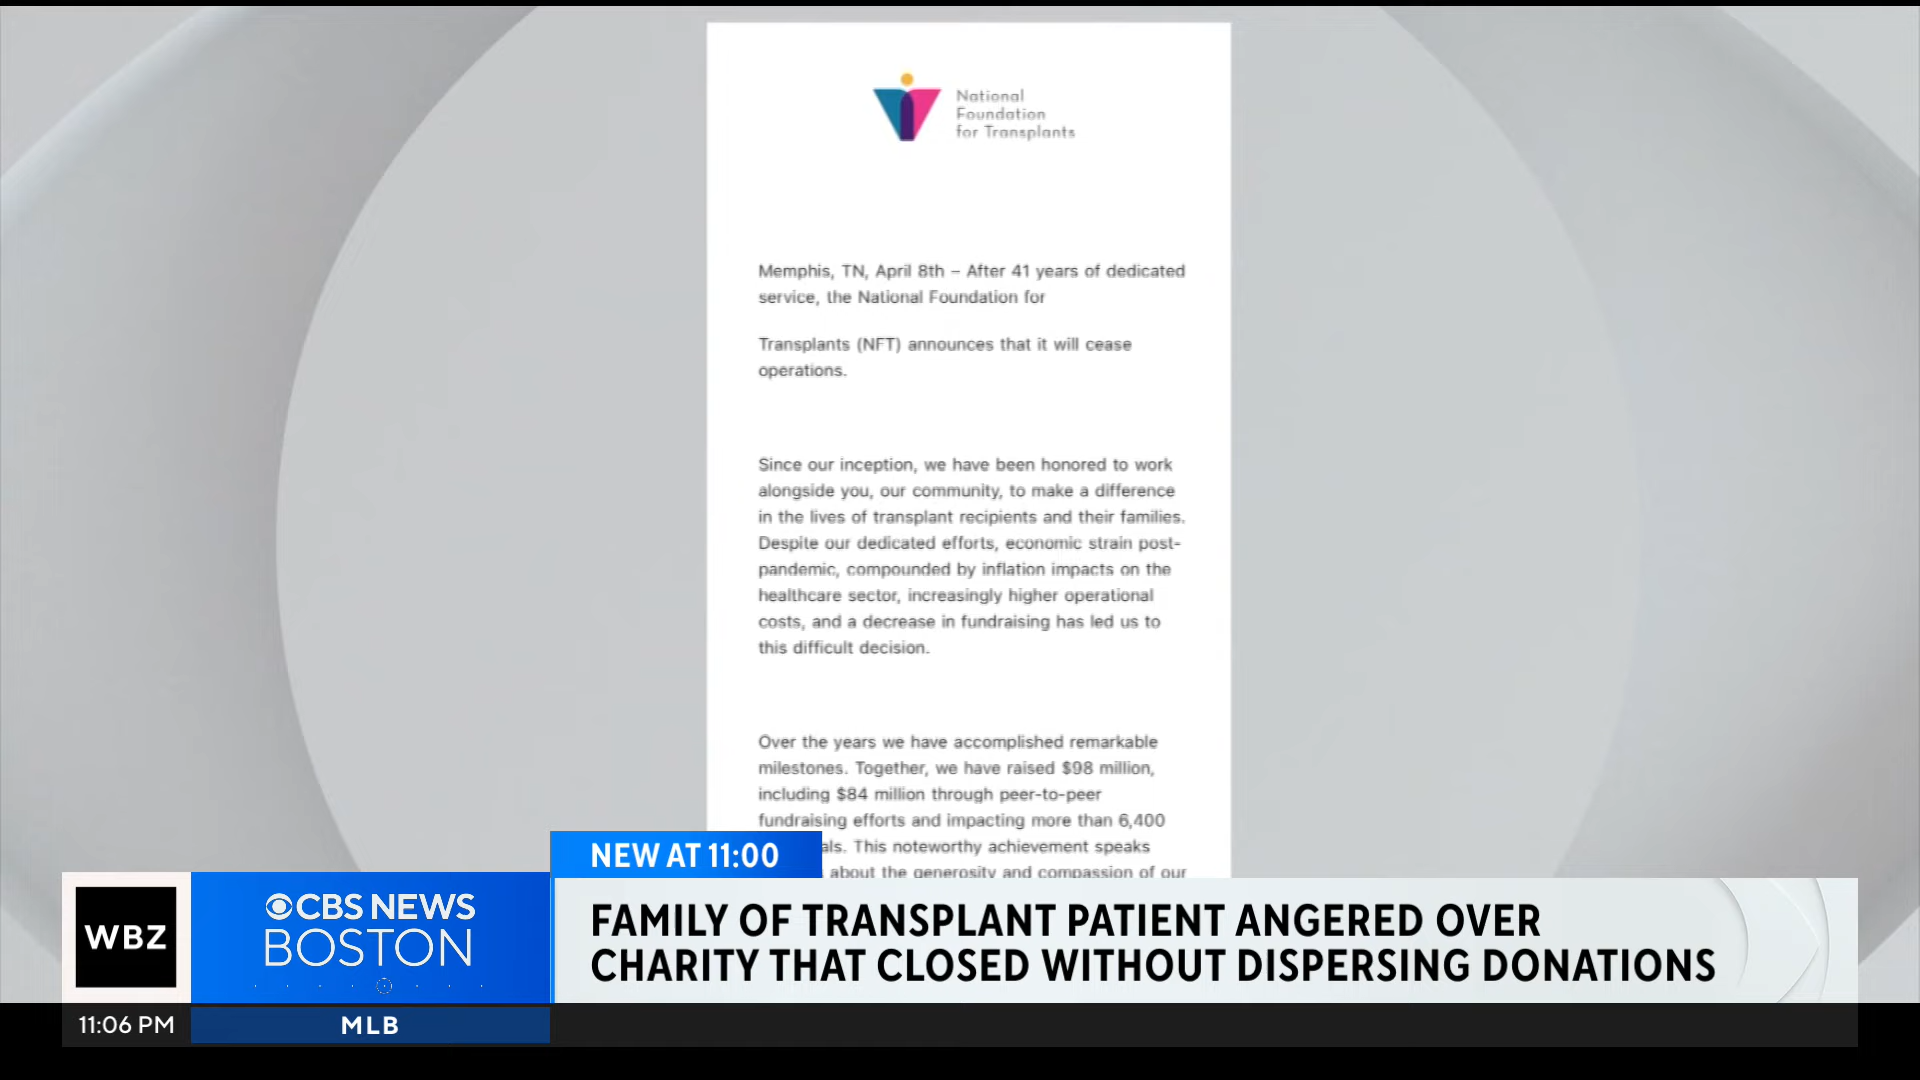 National
Foundation
for Transplants
Memphis, TN, April 8th – After 41 years of dedicated
service, the National Foundation for
Transplants (NFT) announces that it will cease
operations.
Since our inception, we have been honored to work
alongside you, our community, to make a difference
in the lives of transplant recipients and their families.
Despite our dedicated efforts, economic strain post-
pandemic, compounded by inflation impacts on the
healthcare sector, increasingly higher operational
costs, and a decrease in fundraising has led us to
this difficult decision.
Over the years we have accomplished remarkable
milestones. Together, we have raised $98 million,
including $84 million through peer-to-peer
fundraising efforts and impacting more than 6,400
This noteworthy achievement speaks
about the generosity and compassion of our
NEW AT 11:00
FAMILY OF TRANSPLANT PATIENT ANGERED OVER
CHARITY THAT CLOSED WITHOUT DISPERSING DONATIONS
WBZ
CBS NEWS
BOSTON
11:06 PM
MLB